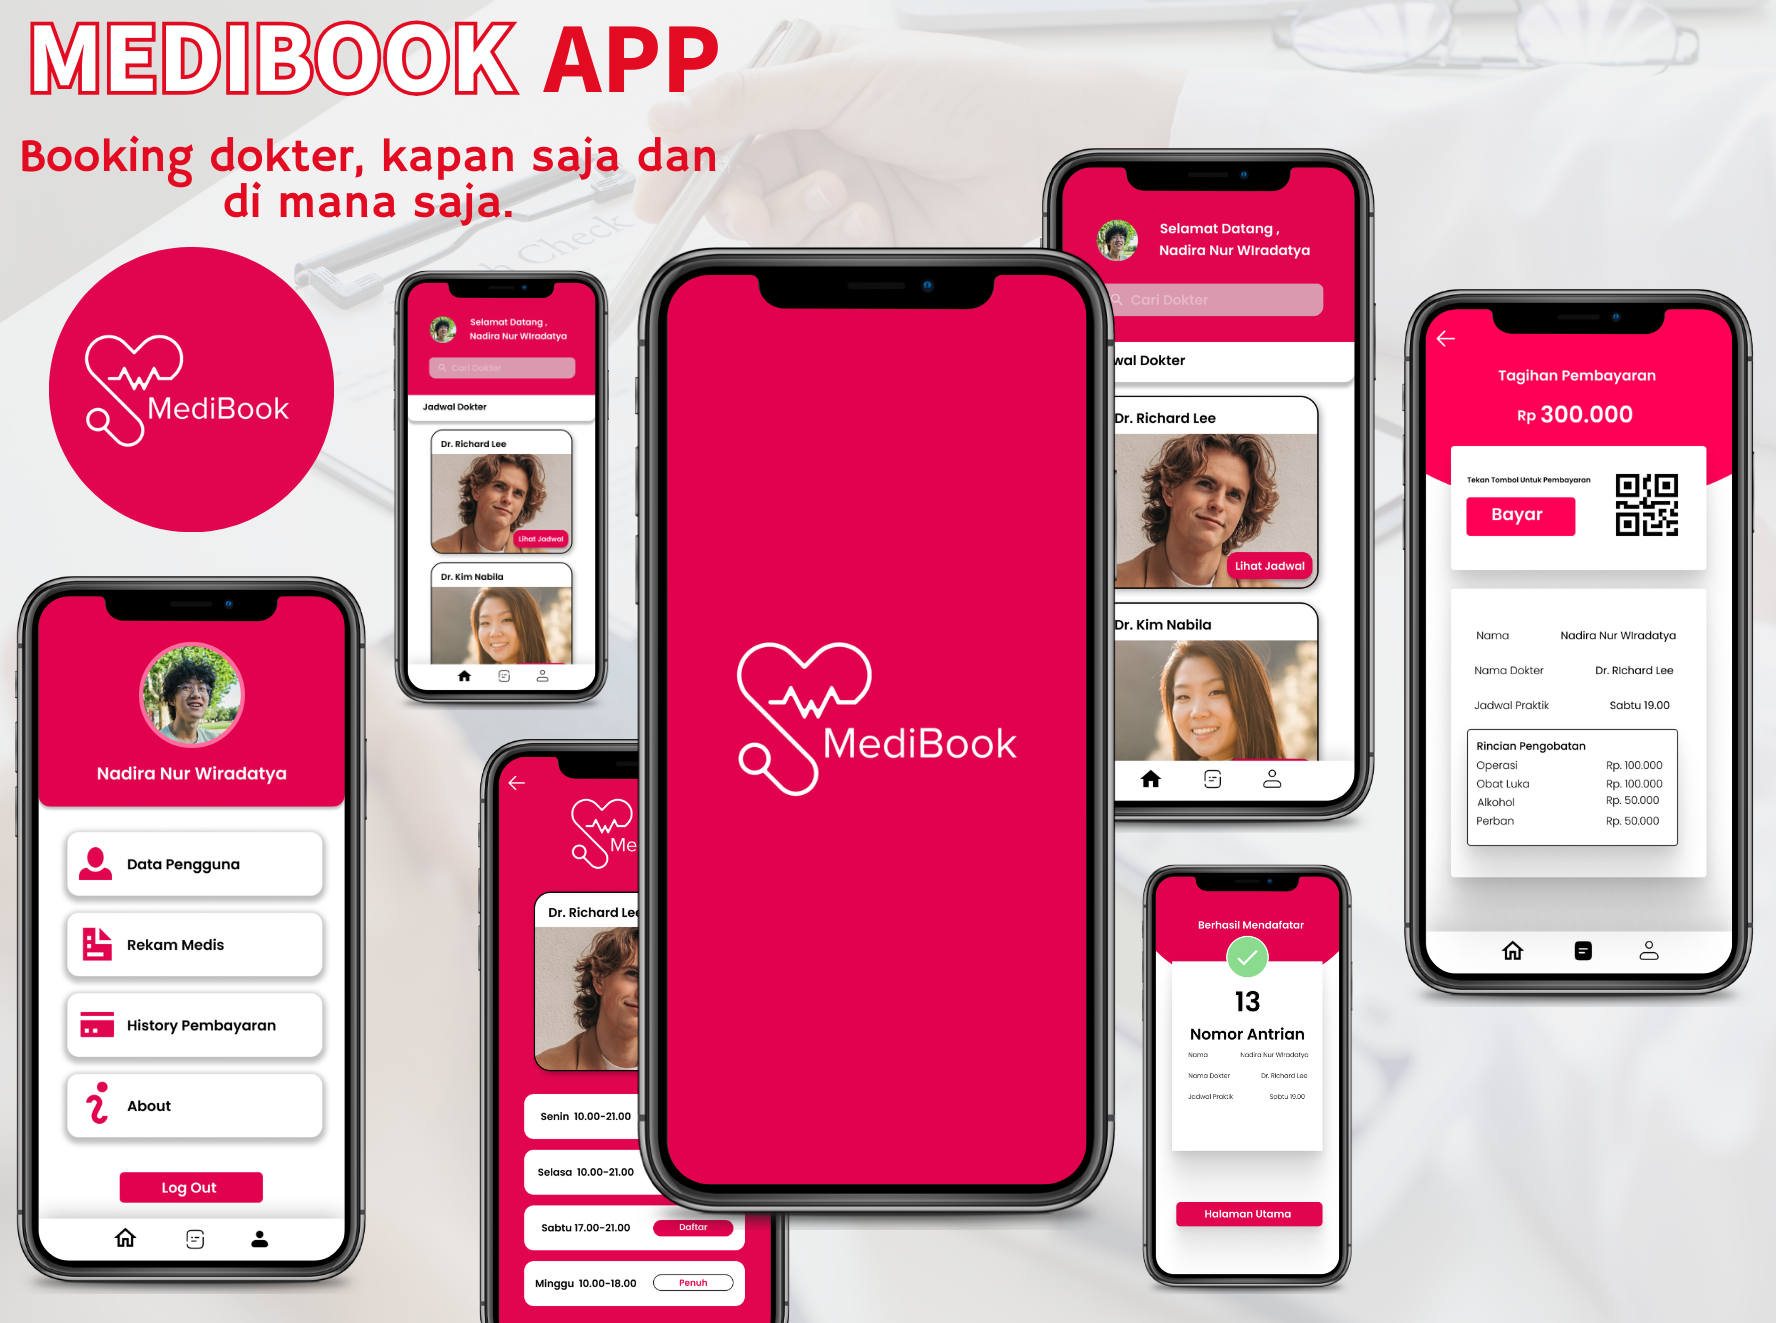 MEDIBOOK APP
Booking dokter, kapan saja dan
di mana saja.
MediBook
Selamat Datang ,
Nadira Nur WIradatya
Cari Dokter
Jadwal Dokter
Dr. Richard Lee
Lihat Jadwal
Dr. Kim Nabila
Nadira Nur Wiradatya
Data Pengguna
Rekam Medis
History Pembayaran
About
Log Out
Me
Dr. Richard Lee
Senin 10.00-21.00
Selasa 10.00-21.00
Sabtu 17.00-21.00 Daftar
Minggu 10.00-18.00 Penuh
MediBook
Selamat Datang ,
Nadira Nur WIradatya
Cari Dokter
wal Dokter
Dr. Richard Lee
Lihat Jadwal
Dr. Kim Nabila
Berhasil Mendafatar
13
Nomor Antrian
Nama Nadira Nur Wiradatya
Nama Dokter Dr. RIchard Lee
Jadwal Praktik Sabtu 19.00
Halaman Utama
Tagihan Pembayaran
Rp 300.000
Tekan Tombol Untuk Pembayaran
Bayar
Nama Nadira Nur WIradatya
Nama Dokter Dr. RIchard Lee
Jadwal Praktik Sabtu 19.00
Rincian Pengobatan
Operasi Rp. 100.000
Obat Luka Rp. 100.000
Alkohol Rp. 50.000
Perban Rp. 50.000